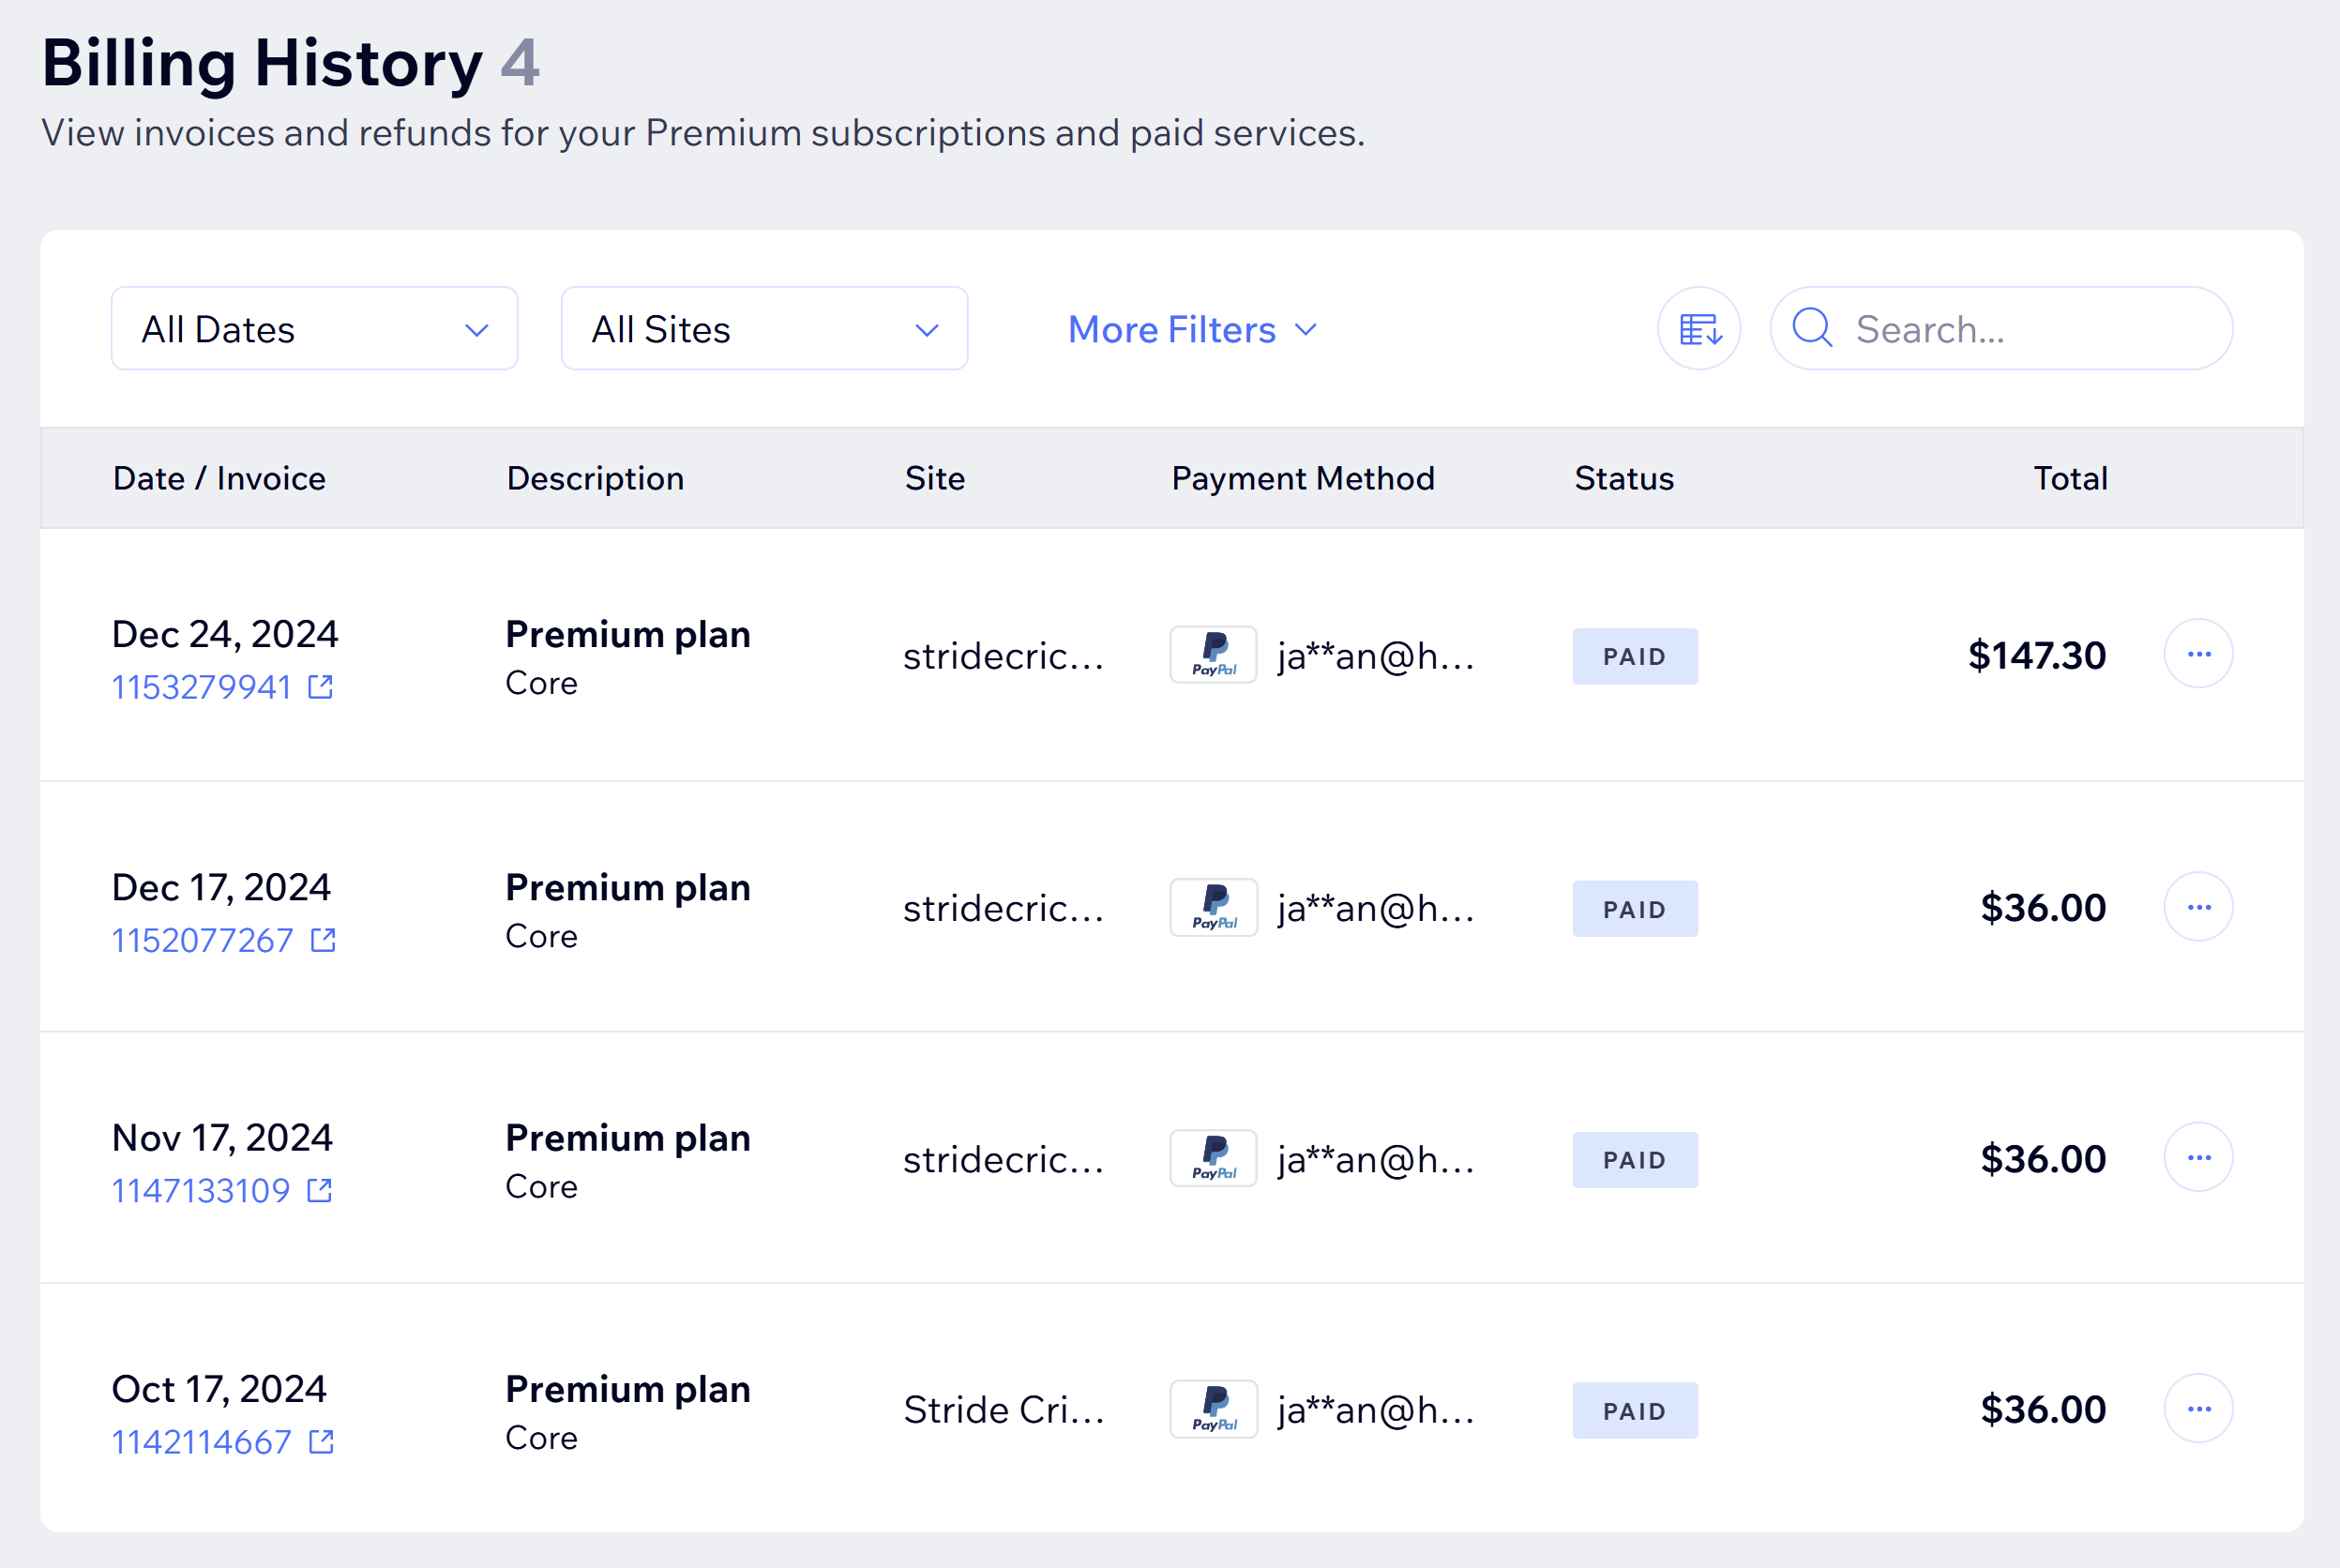 Billing History 4
View invoices and refunds for your Premium subscriptions and paid services.
All Dates All Sites More Filters Search...
Date / Invoice Description Site Payment Method Status Total
Dec 24, 2024 Premium plan
1153279941 Core stridecric... PayPal ja**an@h... PAID $147.30
Dec 17, 2024 Premium plan
1152077267 Core stridecric... PayPal ja**an@h... PAID $36.00
Nov 17, 2024 Premium plan
1147133109 Core stridecric... PayPal ja**an@h... PAID $36.00
Oct 17, 2024 Premium plan
1142114667 Core Stride Cri... PayPal ja**an@h... PAID $36.00